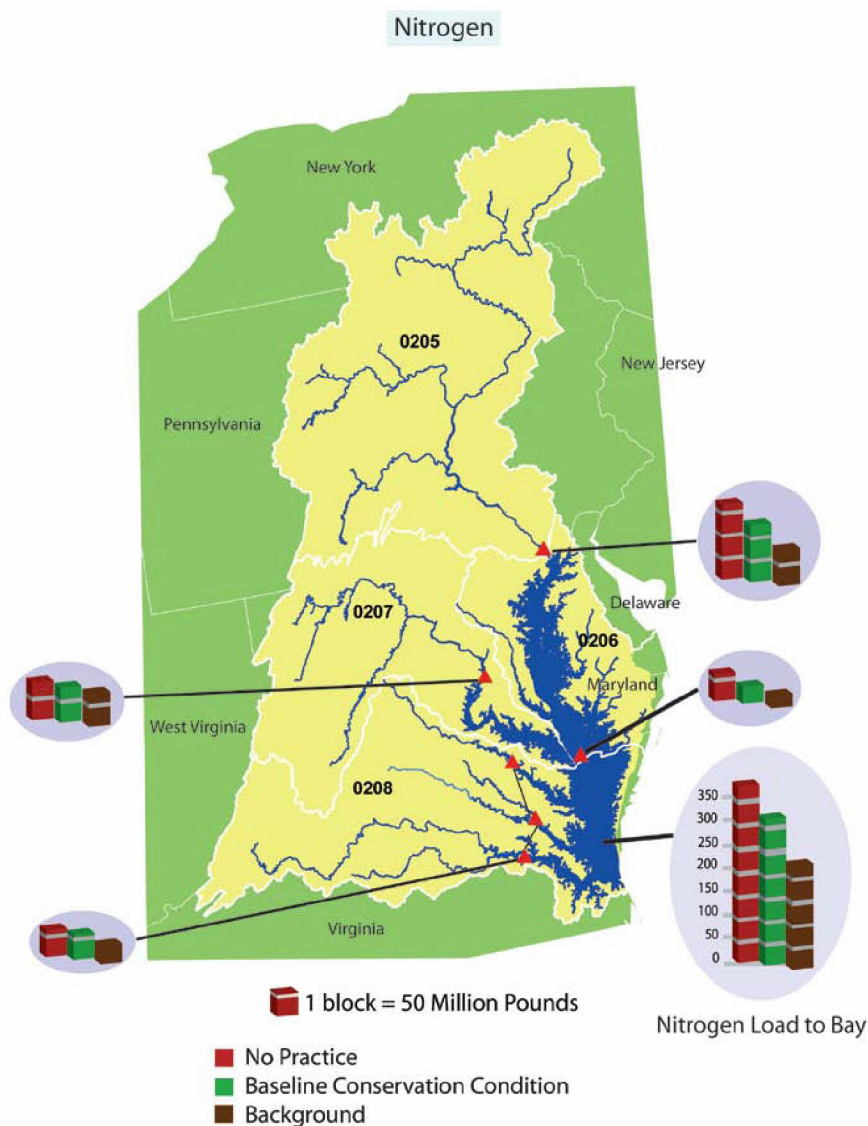 Nitrogen
New York
0205
New Jersey
Pennsylvania
Delaware
0207
0206
Maryland
West Virginia
0208
Virginia
350
300
250
200
150
100
50
0
Nitrogen Load to Bay
1 block = 50 Million Pounds
No Practice
Baseline Conservation Condition
Background